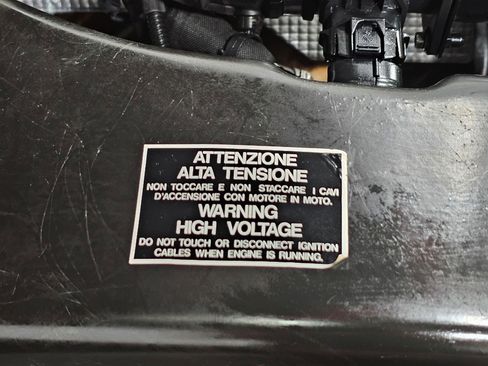 ATTENZIONE
ALTA TENSIONE
NON TOCCARE E NON STACCARE I CAVI
D'ACCENSIONE CON MOTORE IN MOTO.
WARNING
HIGH VOLTAGE
DO NOT TOUCH OR DISCONNECT IGNITION
CABLES WHEN ENGINE IS RUNNING.